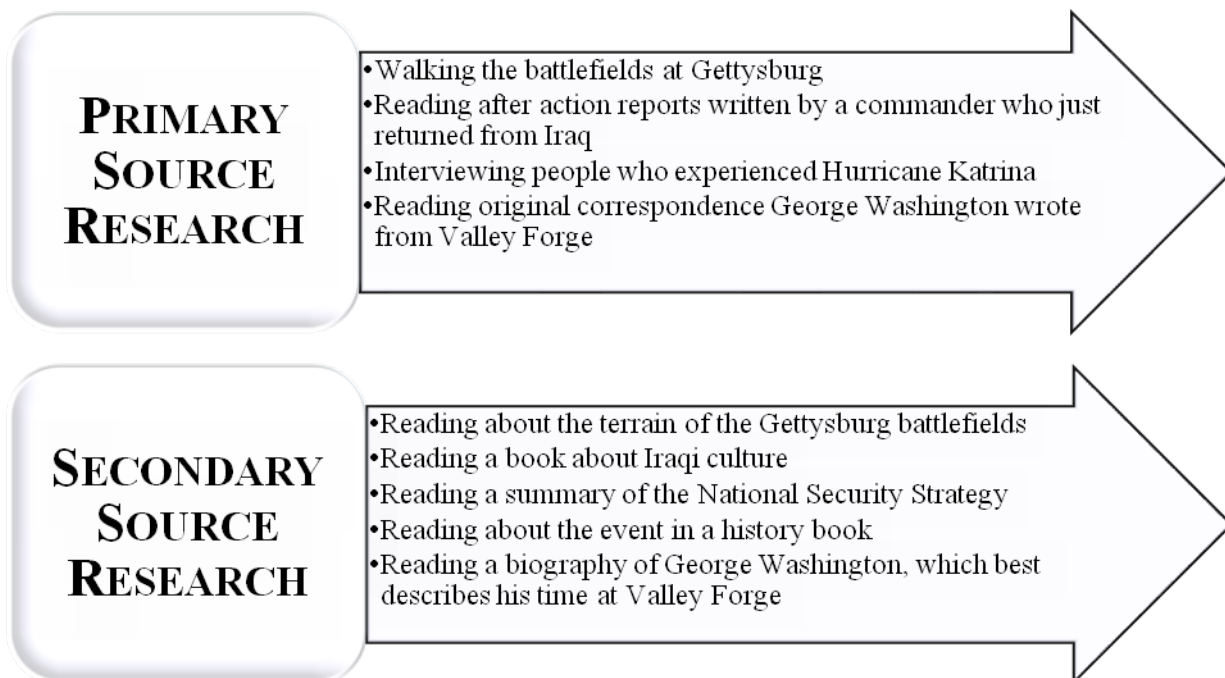 PRIMARY
SOURCE
RESEARCH
•Walking the battlefields at Gettysburg
•Reading after action reports written by a commander who just
returned from Iraq
•Interviewing people who experienced Hurricane Katrina
•Reading original correspondence George Washington wrote
from Valley Forge
SECONDARY
SOURCE
RESEARCH
•Reading about the terrain of the Gettysburg battlefields
•Reading a book about Iraqi culture
•Reading a summary of the National Security Strategy
•Reading about the event in a history book
•Reading a biography of George Washington, which best
describes his time at Valley Forge